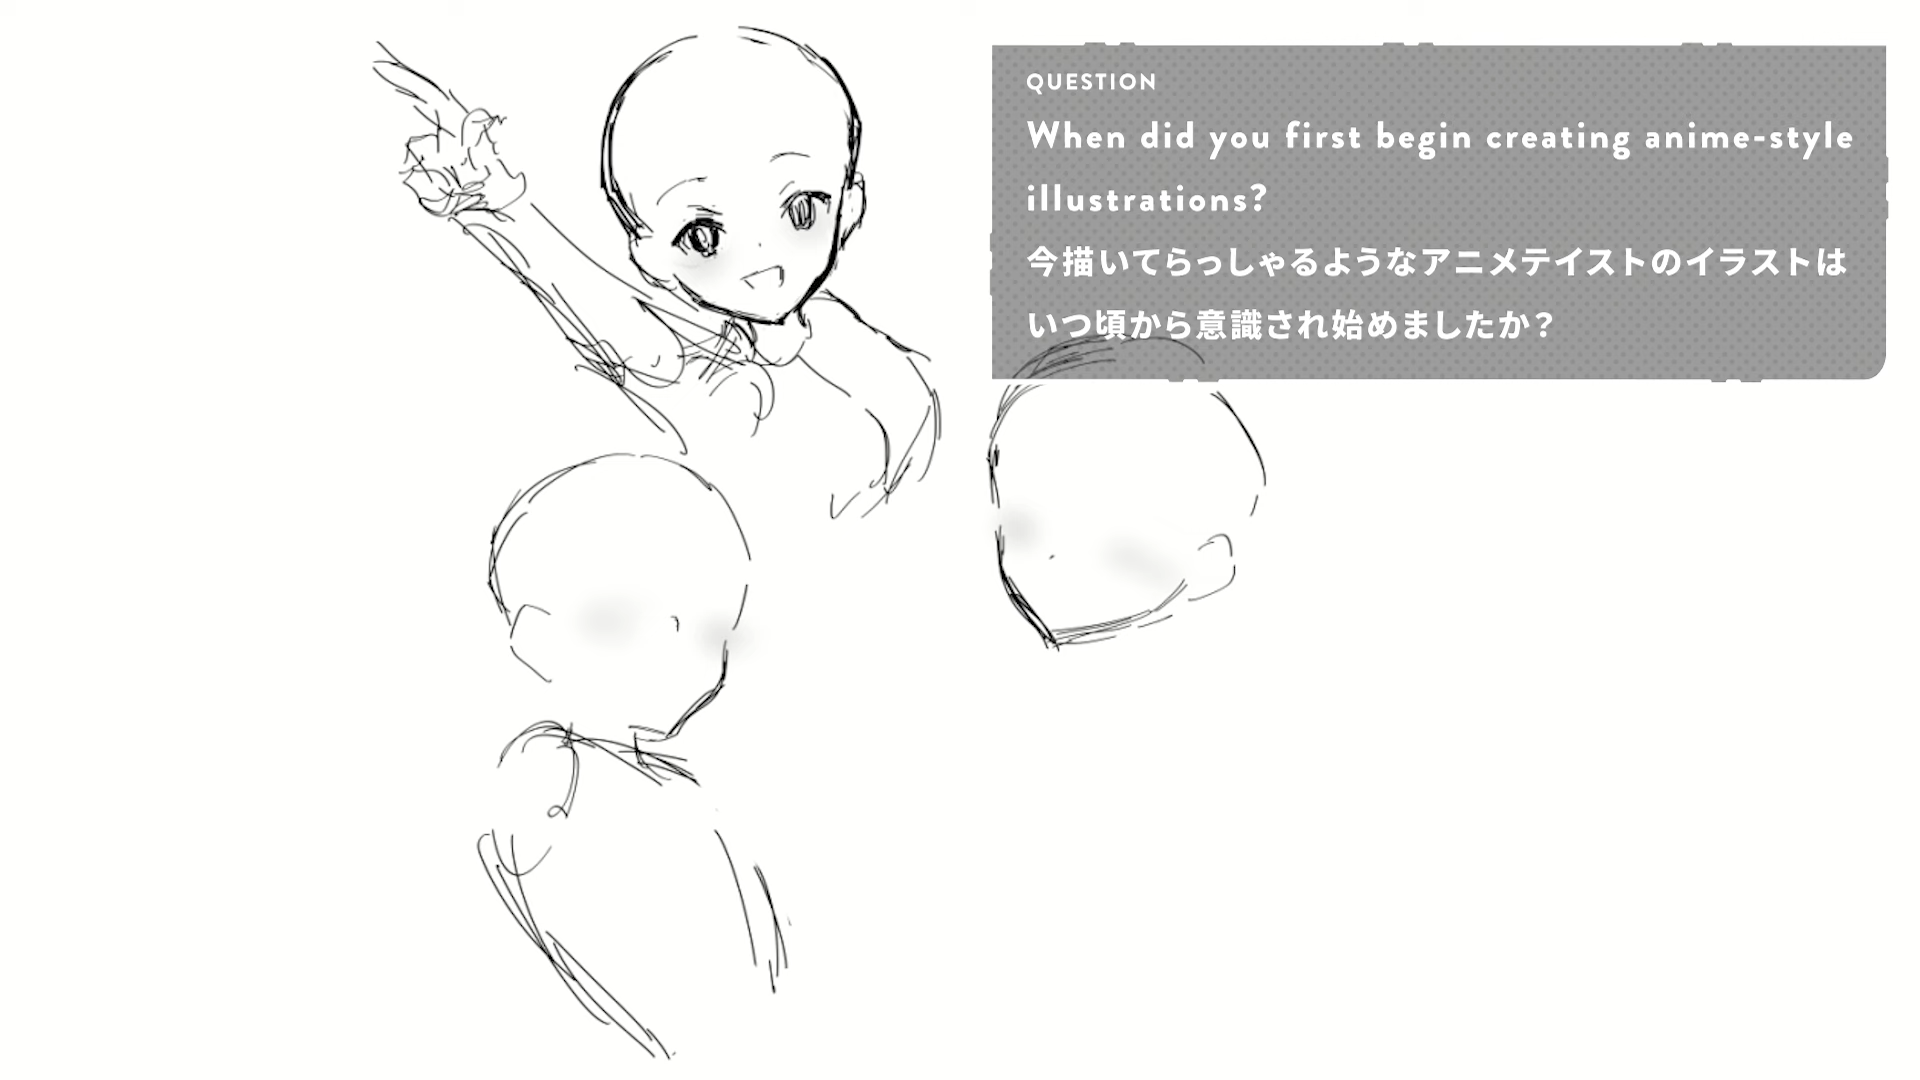 QUESTION
When did you first begin creating anime-style
illustrations?
今描いてらっしゃるようなアニメテイストのイラストは
いつ頃から意識され始めましたか？